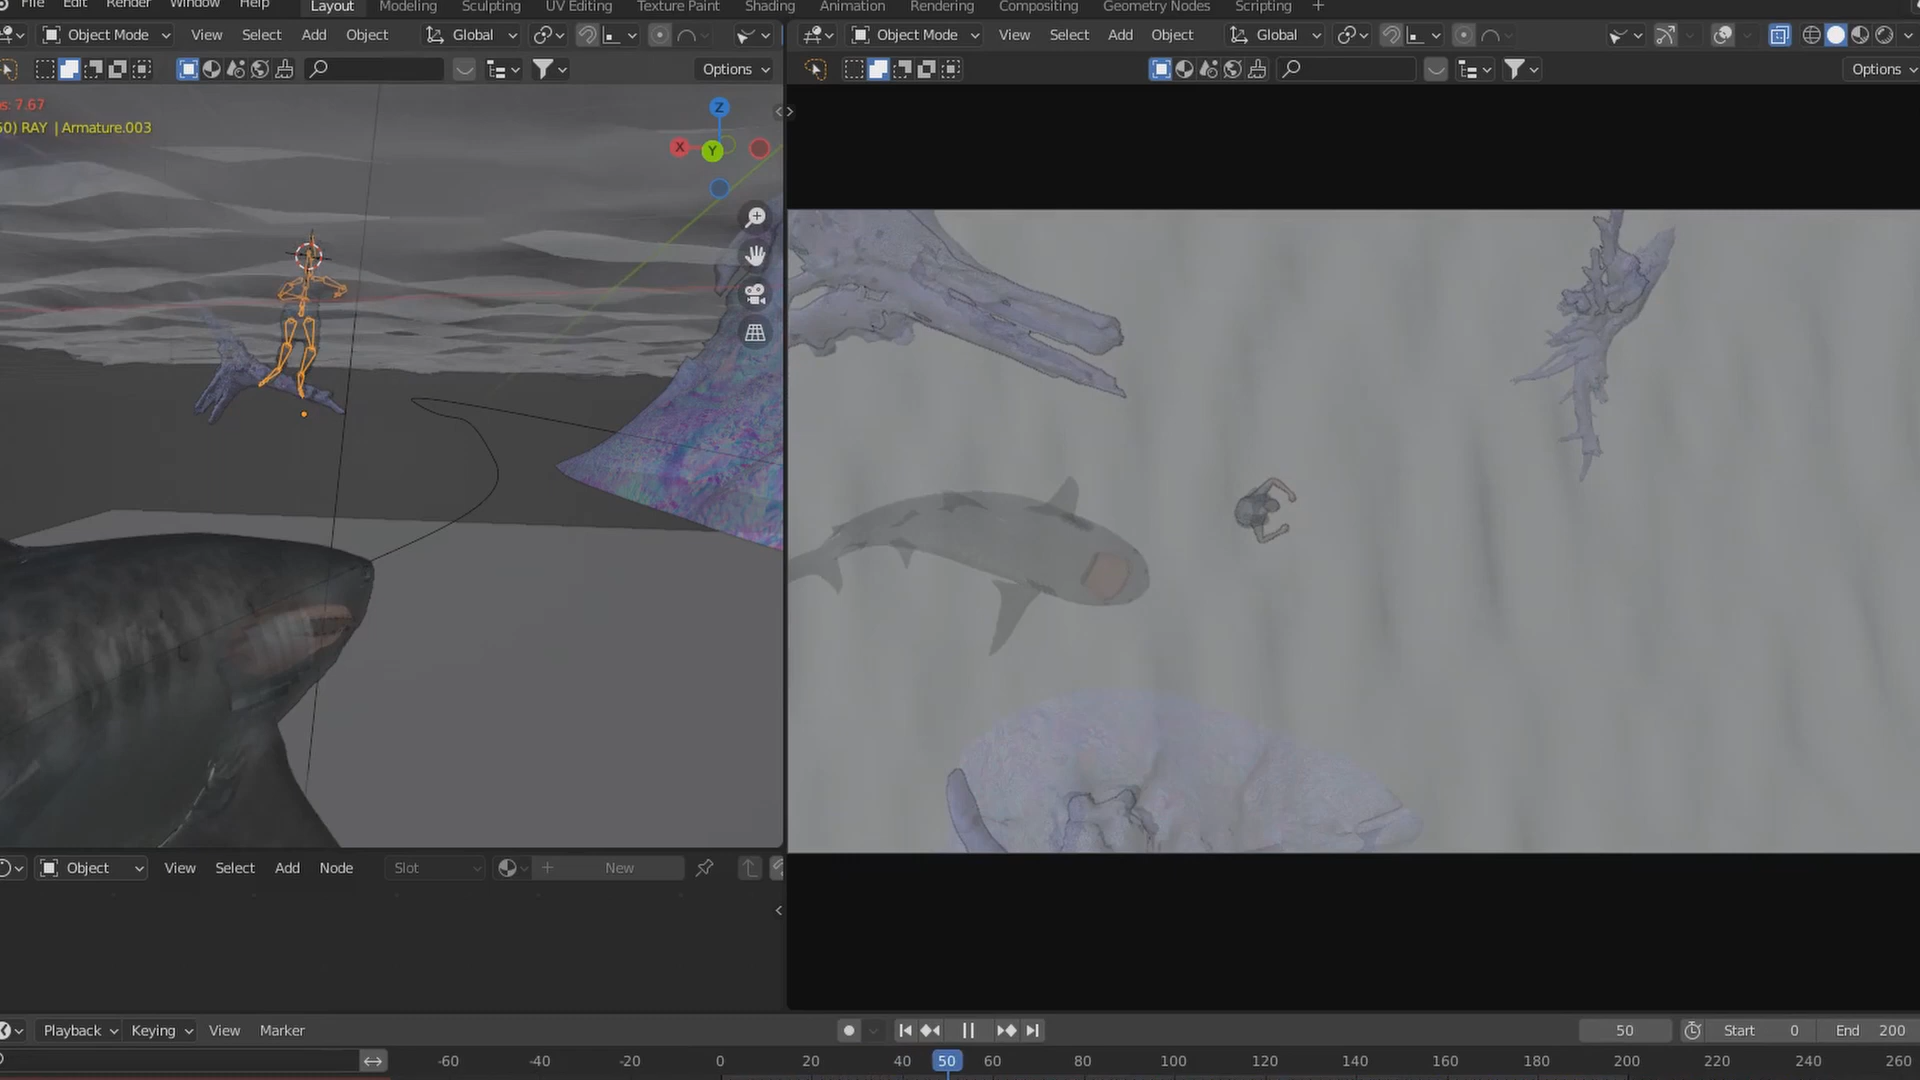 File Edit Render Window Help Layout Modeling Sculpting UV Editing Texture Paint Shading Animation Rendering Compositing Geometry Nodes Scripting +
Object Mode View Select Add Object Global
Object Mode View Select Add Object Global
Options
Options
7.67
RAY | Armature.003
Z
X
Y
Object View Select Add Node Slot New
Playback Keying View Marker
50 Start 0 End 200
-60 -40 -20 0 20 40 50 60 80 100 120 140 160 180 200 220 240 260